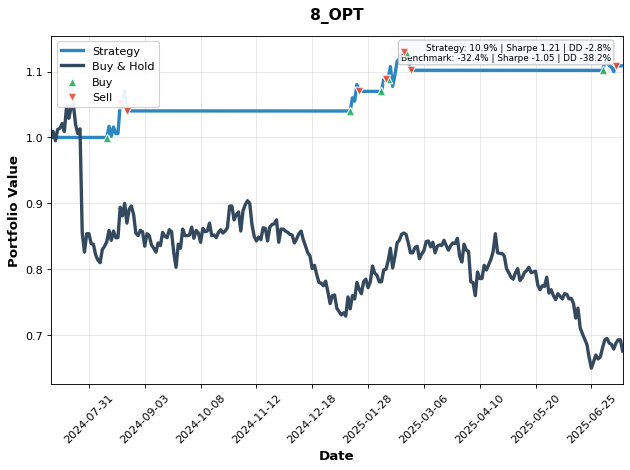 8_OPT
Strategy
Buy & Hold
Buy
Sell
Strategy: 10.9% | Sharpe 1.21 | DD -2.8%
Benchmark: -32.4% | Sharpe -1.05 | DD -38.2%
Portfolio Value
1.1
1.0
0.9
0.8
0.7
2024-07-31
2024-09-03
2024-10-08
2024-11-12
2024-12-18
2025-01-28
2025-03-06
2025-04-10
2025-05-20
2025-06-25
Date